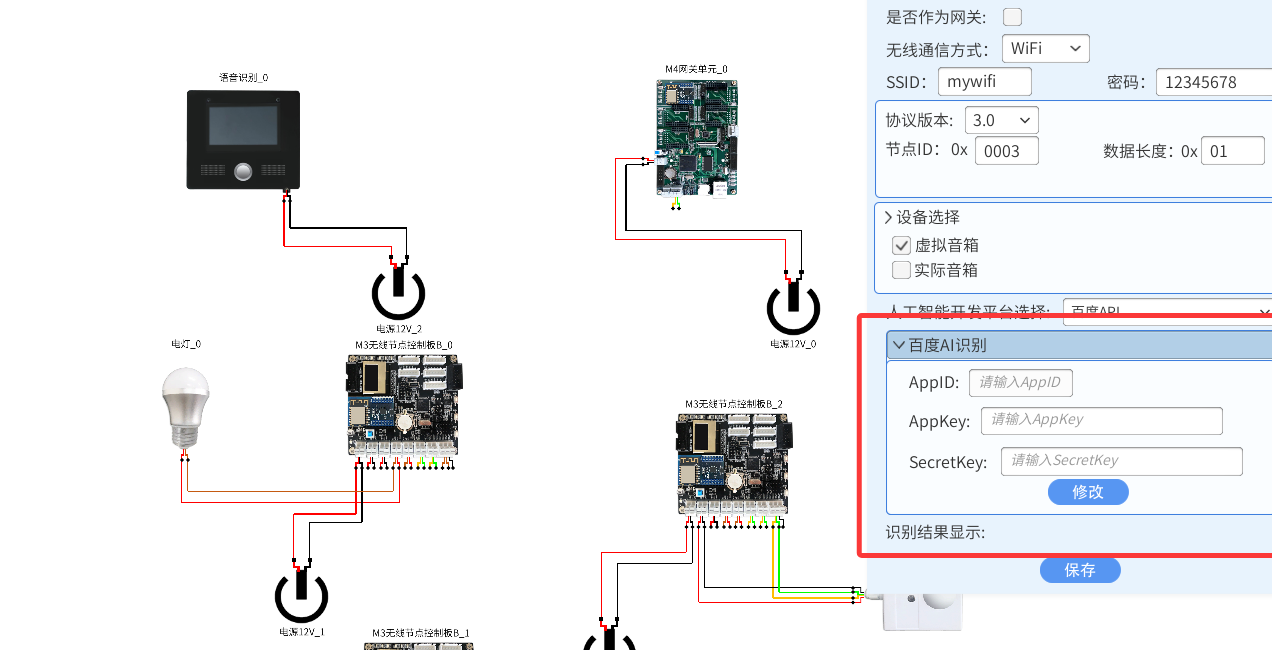 语音识别_0
电源12V_2
M4网关单元_0
电源12V_0
电灯_0
M3无线节点控制板B_0
电源12V_1
M3无线节点控制板B_1
M3无线节点控制板B_2
是否作为网关:
无线通信方式: WiFi
SSID: mywifi 密码: 12345678
协议版本: 3.0
节点ID: 0x 0003 数据长度: 0x 01
设备选择
虚拟音箱
实际音箱
人工智能开发平台选择: 百度API
百度AI识别
AppID: 请输入AppID
AppKey: 请输入AppKey
SecretKey: 请输入SecretKey
修改
识别结果显示:
保存